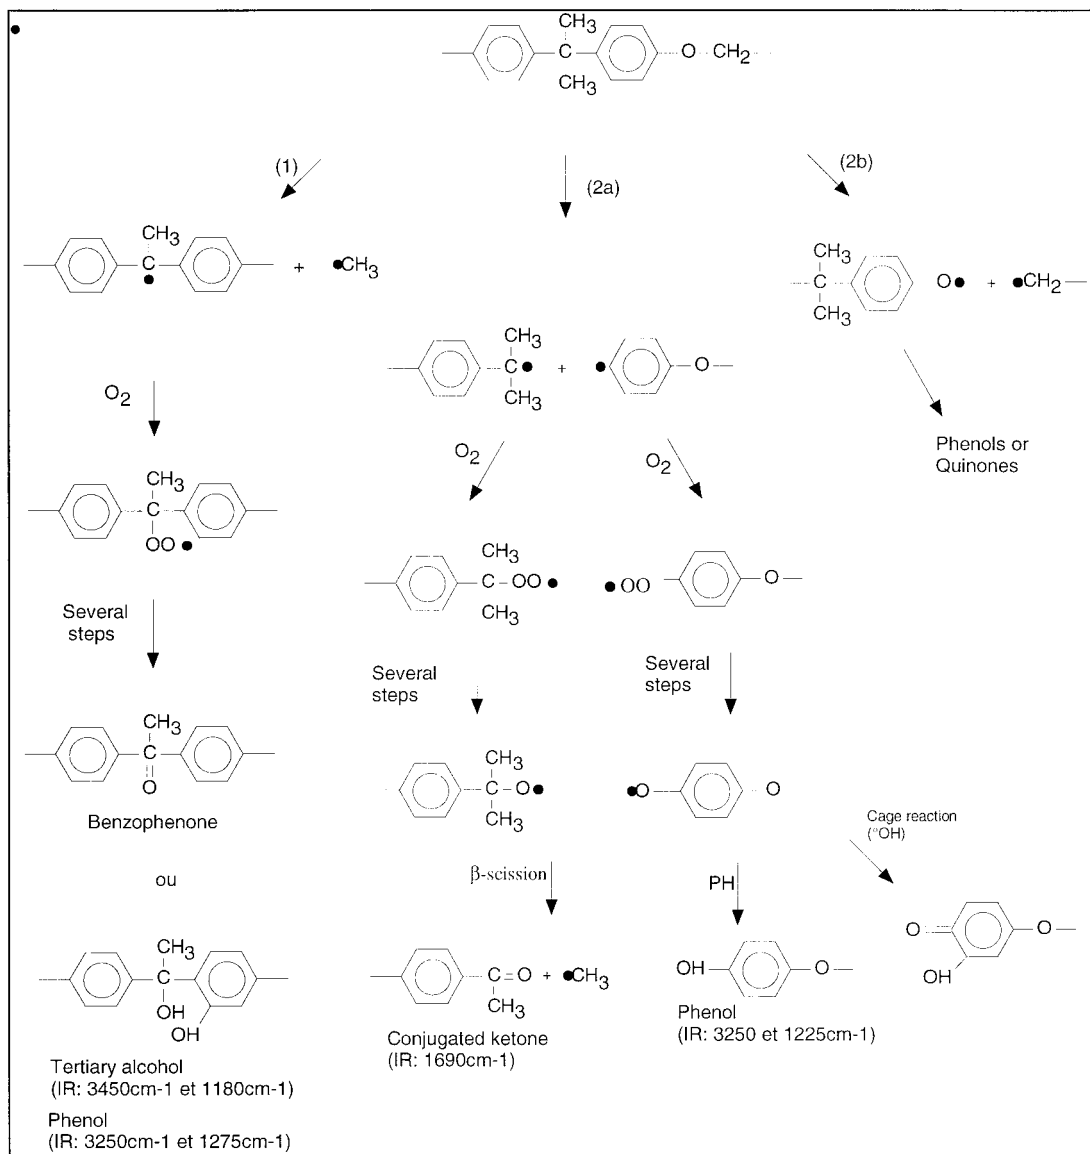 CH3
C
O
CH2
CH3
(1)
(2a)
(2b)
CH3
C
+
CH3
CH3
C
CH3
O
+
CH2
CH3
C
CH3
+
O
O2
O2
O2
Phenols or
Quinones
CH3
C
OO
CH3
C
OO
CH3
OO
O
Several
steps
Several
steps
Several
steps
CH3
C
O
Benzophenone
CH3
C
O
CH3
O
O
Cage reaction
(°OH)
ou
β-scission
PH
CH3
C
OH
OH
C
O
+
CH3
CH3
OH
O
O
O
OH
Tertiary alcohol
(IR: 3450cm-1 et 1180cm-1)
Phenol
(IR: 3250cm-1 et 1275cm-1)
Conjugated ketone
(IR: 1690cm-1)
Phenol
(IR: 3250 et 1225cm-1)